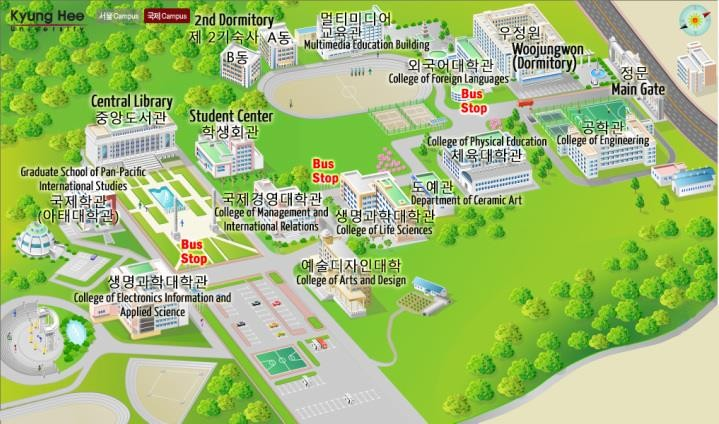 Kyung Hee
University
서울 Campus
국제 Campus
2nd Dormitory
제 2기숙사 A동
B동
멀티미디어
교육관
Multimedia Education Building
우정원
Woojungwon
(Dormitory)
외국어대학관
College of Foreign Languages
정문
Main Gate
Bus
Stop
Central Library
중앙도서관
Student Center
학생회관
공학관
College of Engineering
College of Physical Education
체육대학관
Bus
Stop
Graduate School of Pan-Pacific
International Studies
국제학관
(아태대학관)
국제경영대학관
College of Management and
International Relations
도예관
Department of Ceramic Art
생명과학대학관
College of Life Sciences
Bus
Stop
예술디자인대학
College of Arts and Design
생명과학대학관
College of Electronics Information and
Applied Science